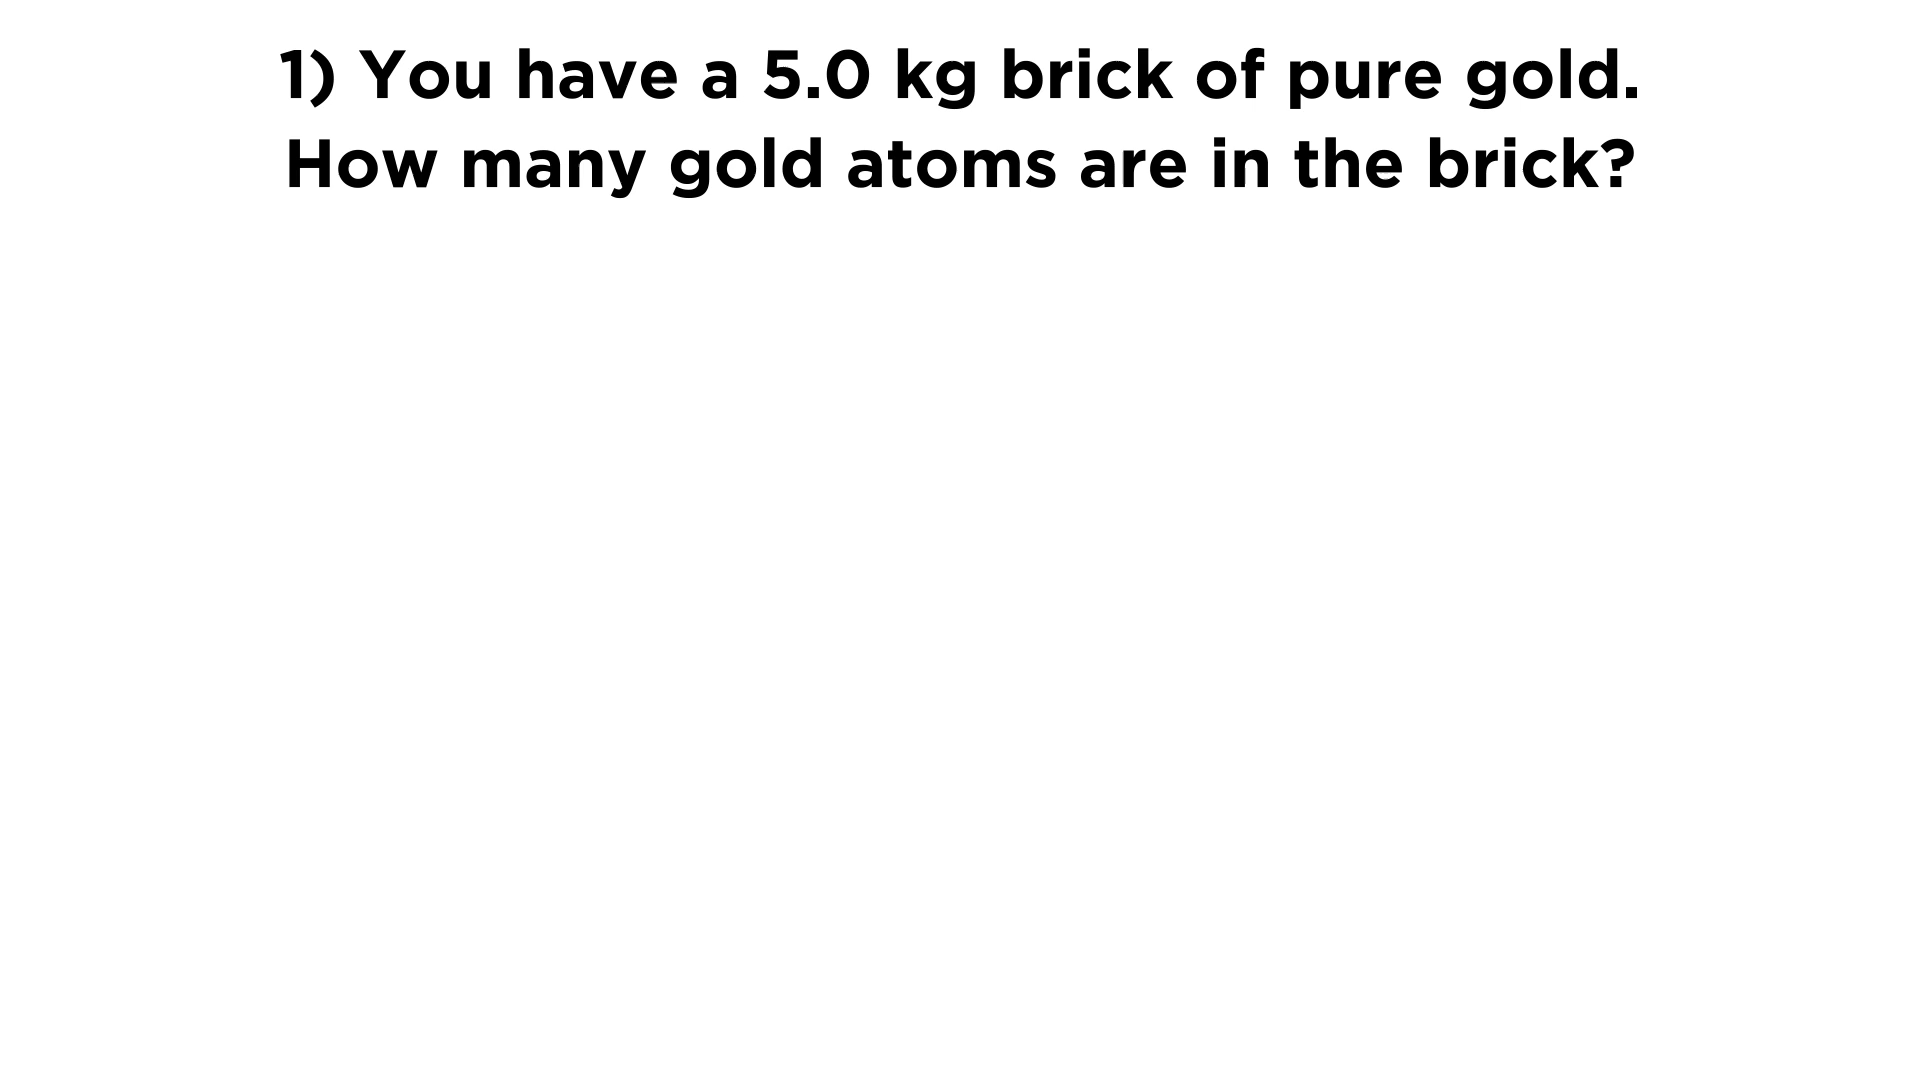 1) You have a 5.0 kg brick of pure gold.
How many gold atoms are in the brick?